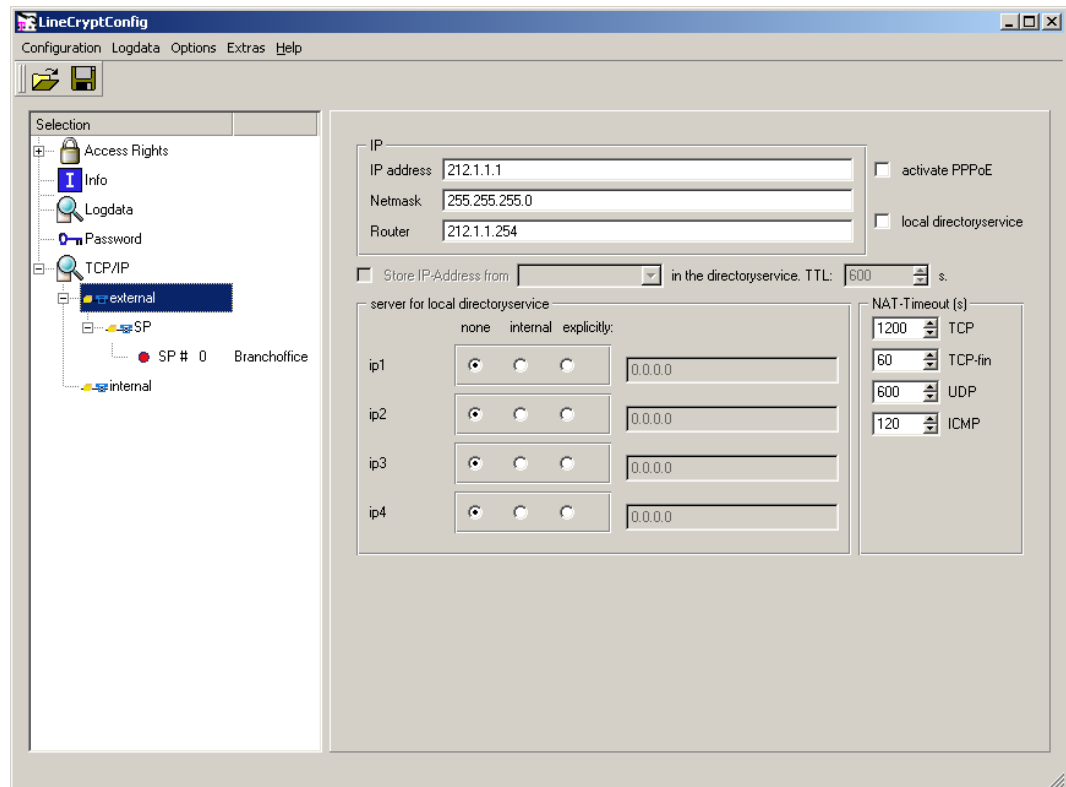 LineCryptConfig
Configuration Logdata Options Extras Help
Selection
Access Rights
Info
Logdata
Password
TCP/IP
external
SP
SP # 0 Branchoffice
internal
IP
IP address 212.1.1.1
Netmask 255.255.255.0
Router 212.1.1.254
activate PPPoE
local directoryservice
Store IP-Address from in the directoryservice. TTL: 600 s.
server for local directoryservice
none internal explicitly:
ip1 0.0.0.0
ip2 0.0.0.0
ip3 0.0.0.0
ip4 0.0.0.0
NAT-Timeout (s)
1200 TCP
60 TCP-fin
600 UDP
120 ICMP